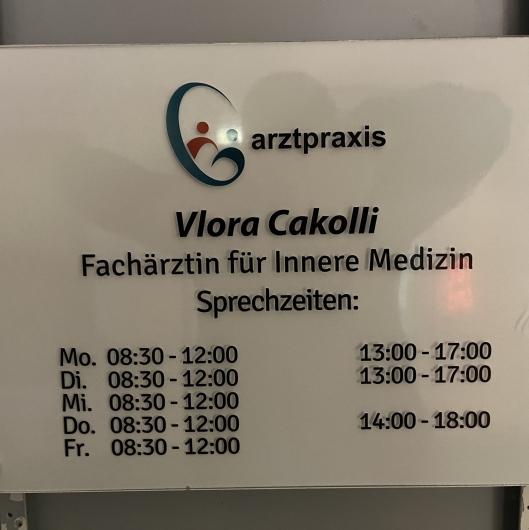 arztpraxis
Vlora Cakolli
Fachärztin für Innere Medizin
Sprechzeiten:
Mo. 08:30 - 12:00 13:00 - 17:00
Di. 08:30 - 12:00 13:00 - 17:00
Mi. 08:30 - 12:00
Do. 08:30 - 12:00 14:00 - 18:00
Fr. 08:30 - 12:00